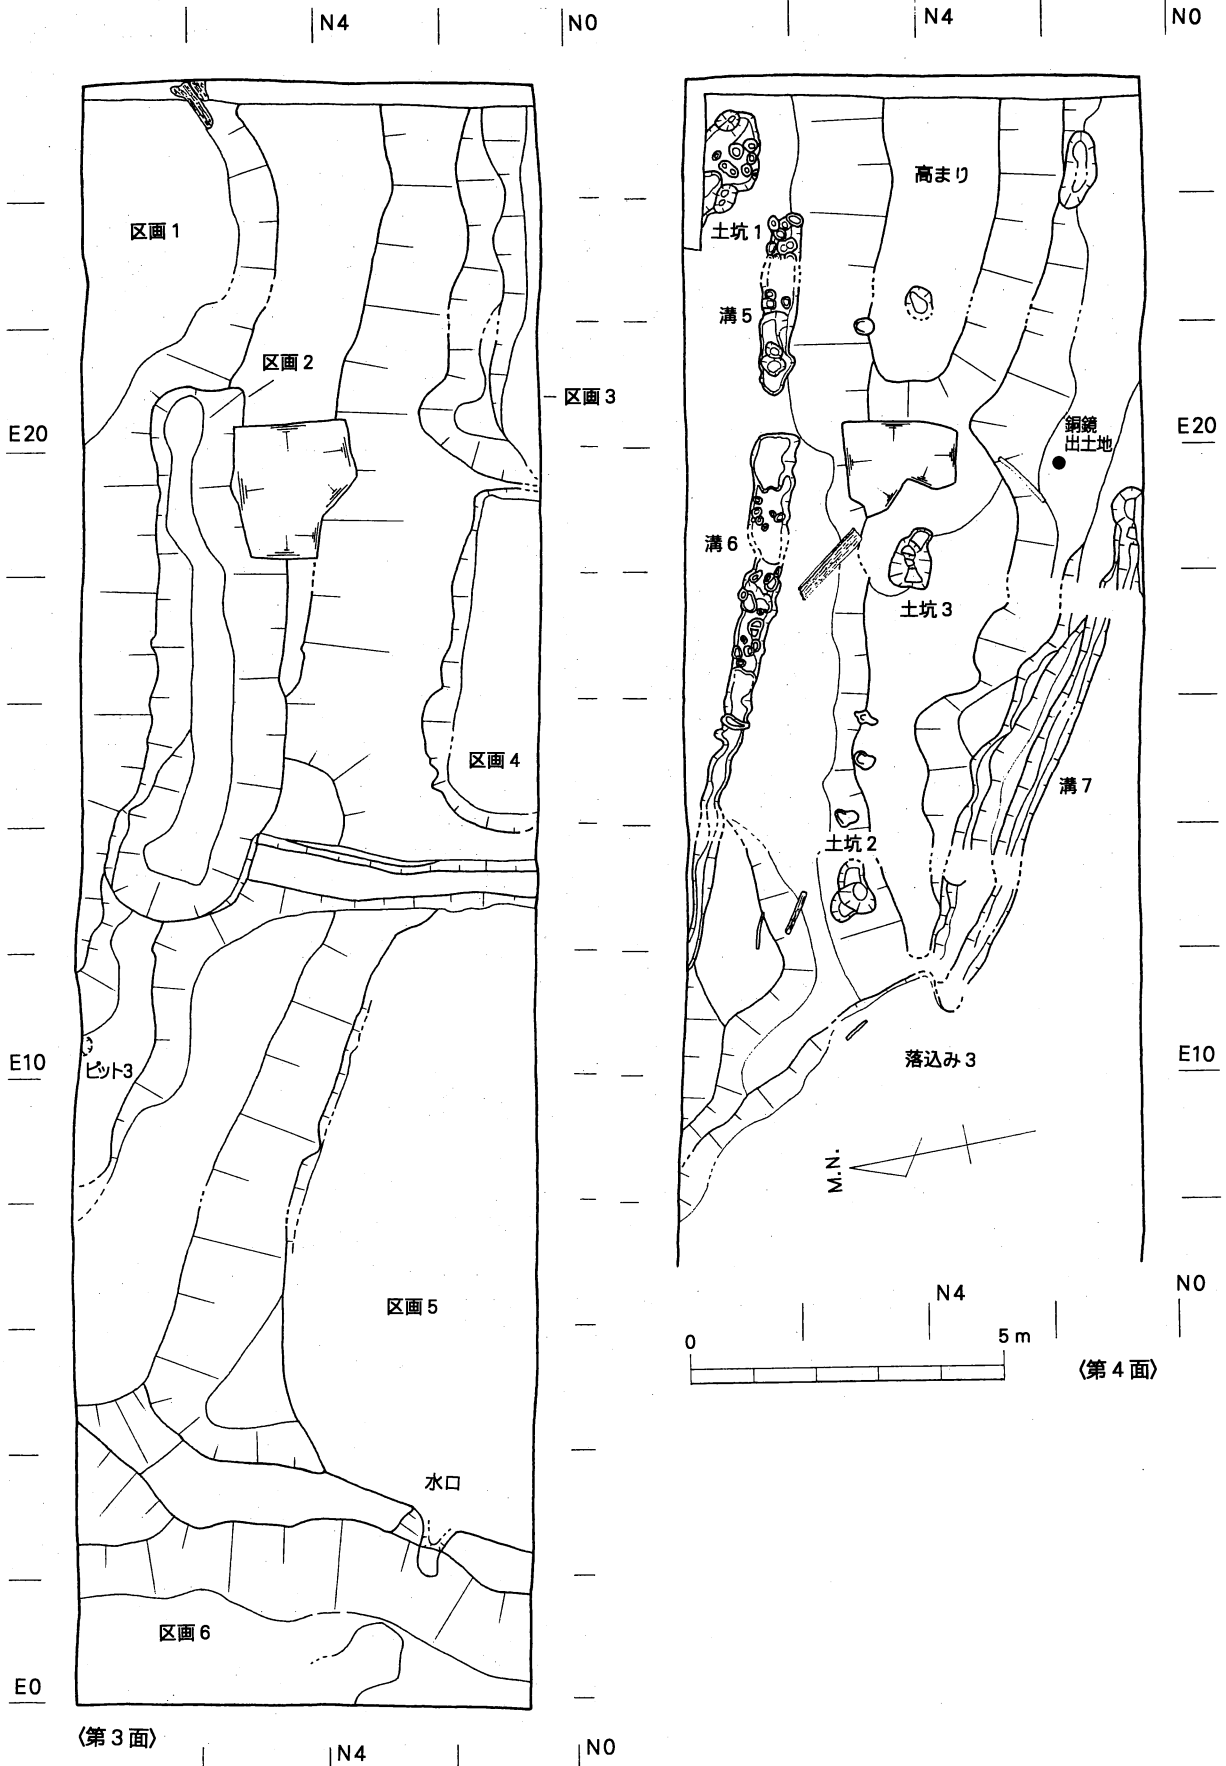 N4
N0
N4
N0
区画1
区画2
区画3
E20
区画4
E10
ピット3
区画5
水口
区画6
E0
〈第3面〉
N4
N0
高まり
土坑1
溝5
銅鏡
出土地
E20
溝6
土坑3
溝7
土坑2
落込み3
E10
M.N.
N4
N0
0
5m
〈第4面〉